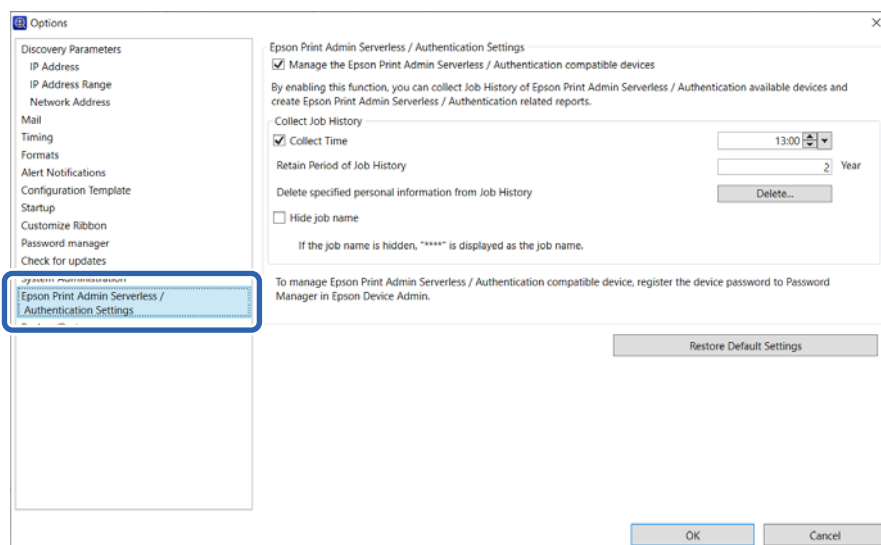 Options
Discovery Parameters
IP Address
IP Address Range
Network Address
Mail
Timing
Formats
Alert Notifications
Configuration Template
Startup
Customize Ribbon
Password manager
Check for updates
System Administration
Epson Print Admin Serverless /
Authentication Settings
Epson Print Admin Serverless / Authentication Settings
Manage the Epson Print Admin Serverless / Authentication compatible devices
By enabling this function, you can collect Job History of Epson Print Admin Serverless / Authentication available devices and
create Epson Print Admin Serverless / Authentication related reports.
Collect Job History
Collect Time
13:00
Retain Period of Job History
2 Year
Delete specified personal information from Job History
Delete...
Hide job name
If the job name is hidden, "****" is displayed as the job name.
To manage Epson Print Admin Serverless / Authentication compatible device, register the device password to Password
Manager in Epson Device Admin.
Restore Default Settings
OK
Cancel